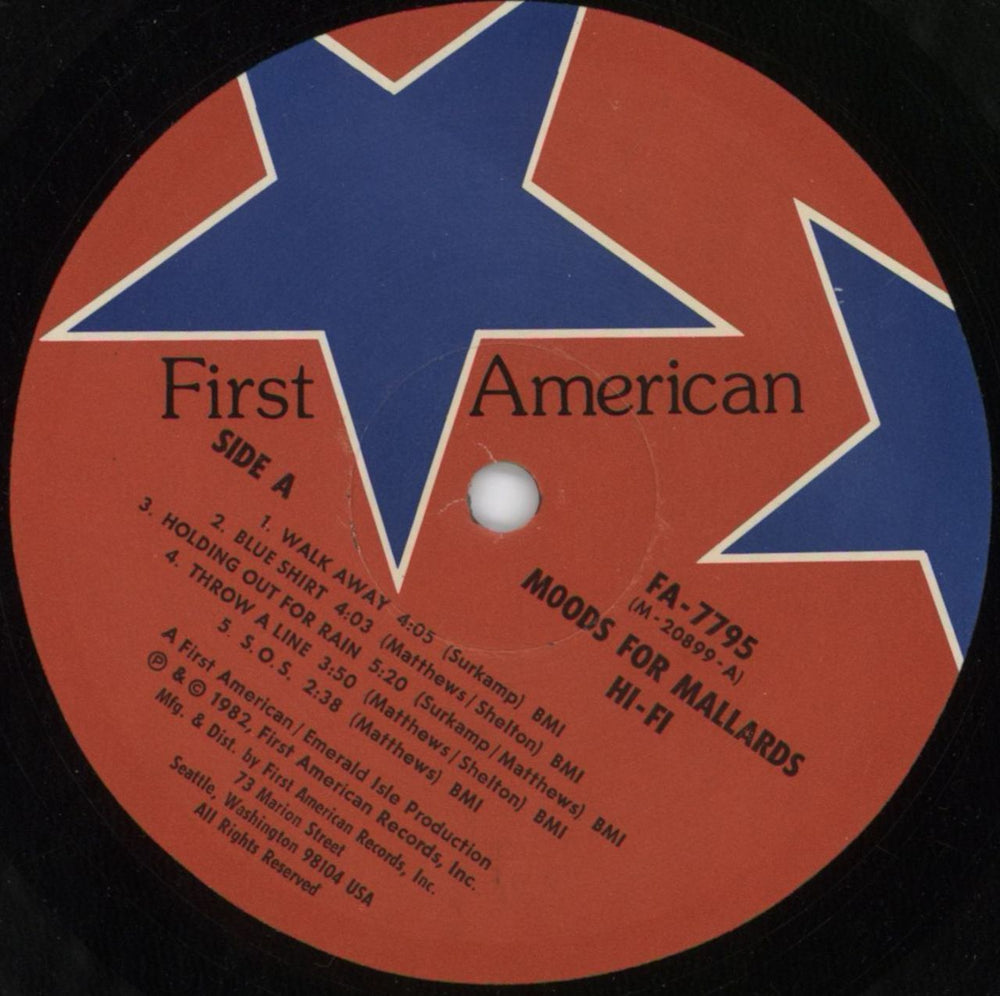 First American
SIDE A
1. WALK AWAY 4:05 (Surkamp) BMI
2. BLUE SHIRT 4:03 (Matthews/Shelton) BMI
3. HOLDING OUT FOR RAIN 5:20 (Surkamp/Matthews) BMI
4. THROW A LINE 3:50 (Matthews/Shelton) BMI
5. S.O.S. 2:38 (Matthews) BMI
A First American/Emerald Isle Production
℗ & © 1982, First American Records, Inc.
Mfg. & Dist. by First American Records, Inc.
73 Marion Street
Seattle, Washington 98104 USA
All Rights Reserved
FA-7795
(M-20899-A)
MOODS FOR MALLARDS
HI-FI